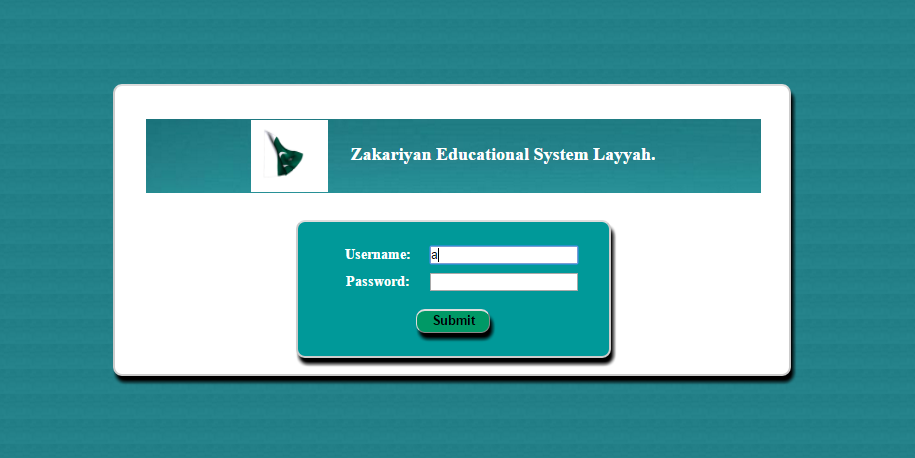 Zakariyan Educational System Layyah.
Username: a
Password:
Submit